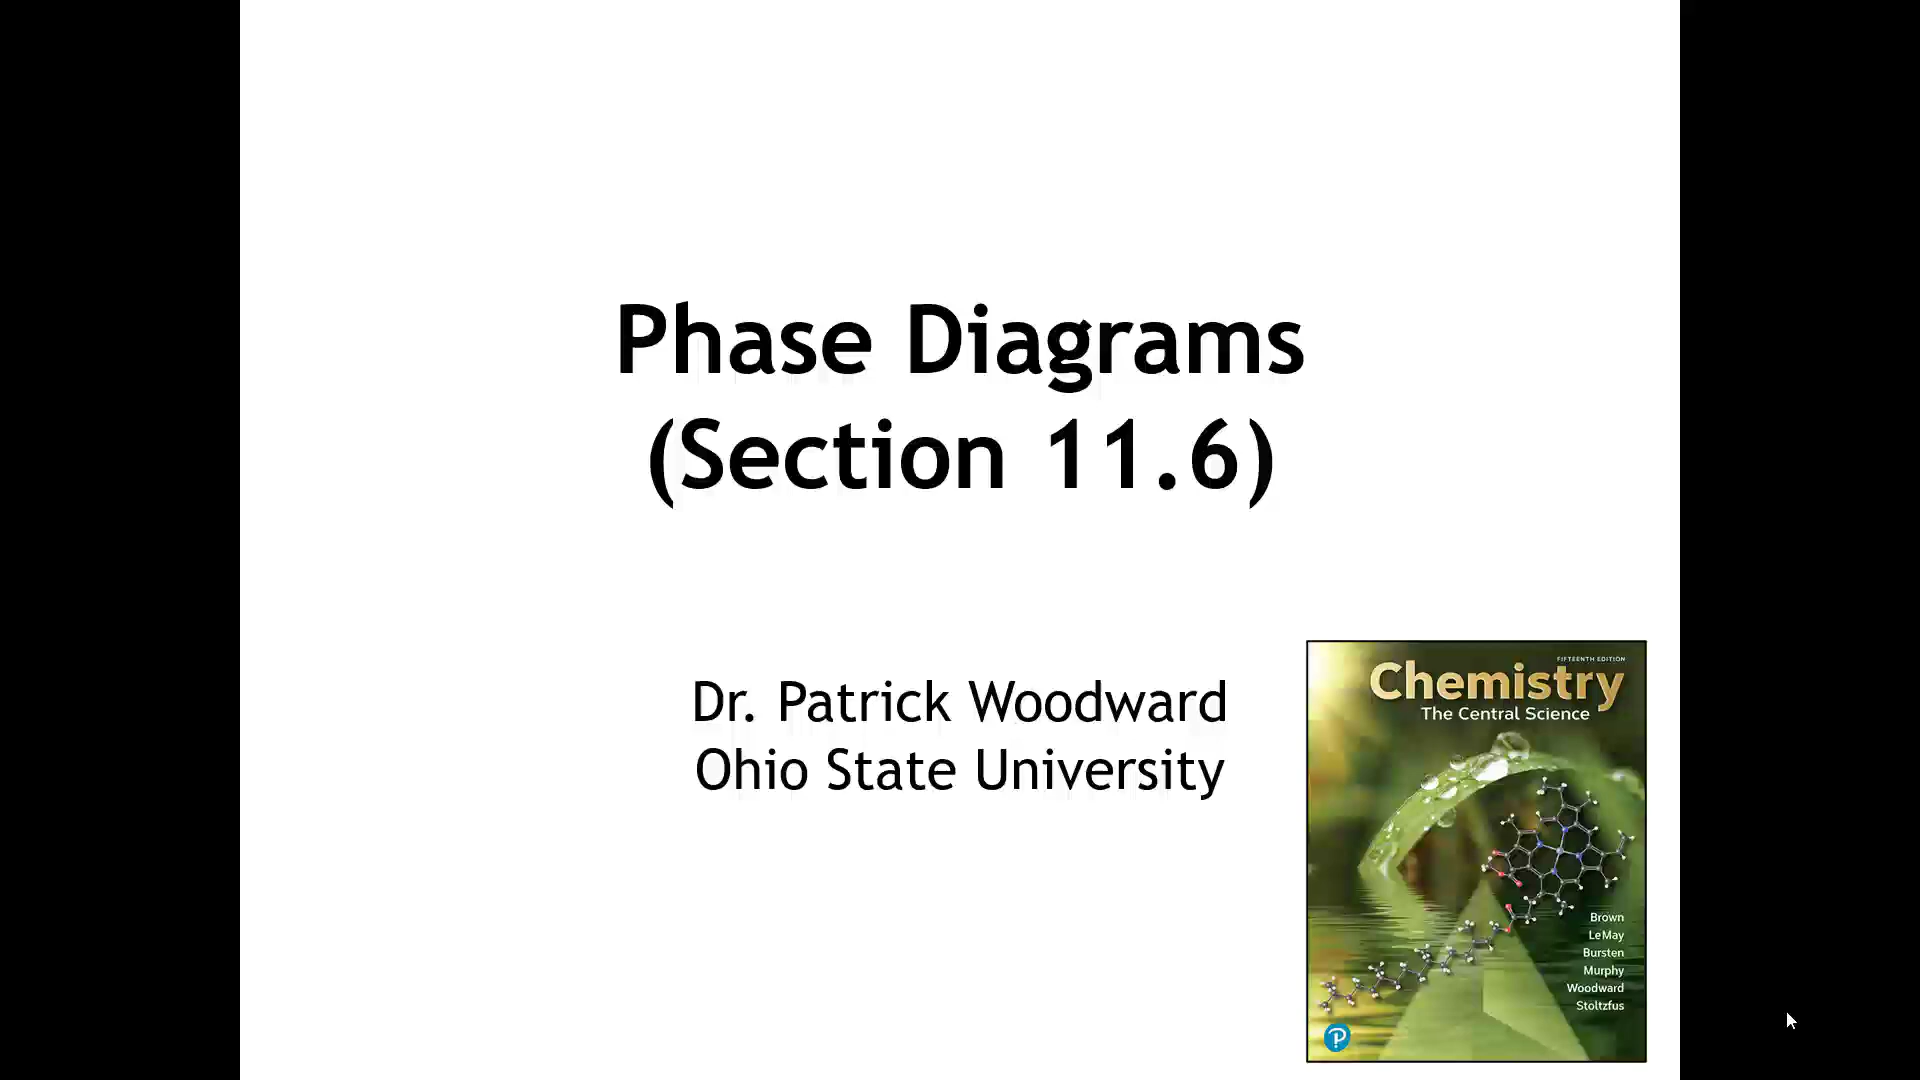 Phase Diagrams
(Section 11.6)
Dr. Patrick Woodward
Ohio State University
FIFTEENTH EDITION
Chemistry
The Central Science
Brown
LeMay
Bursten
Murphy
Woodward
Stoltzfus
P